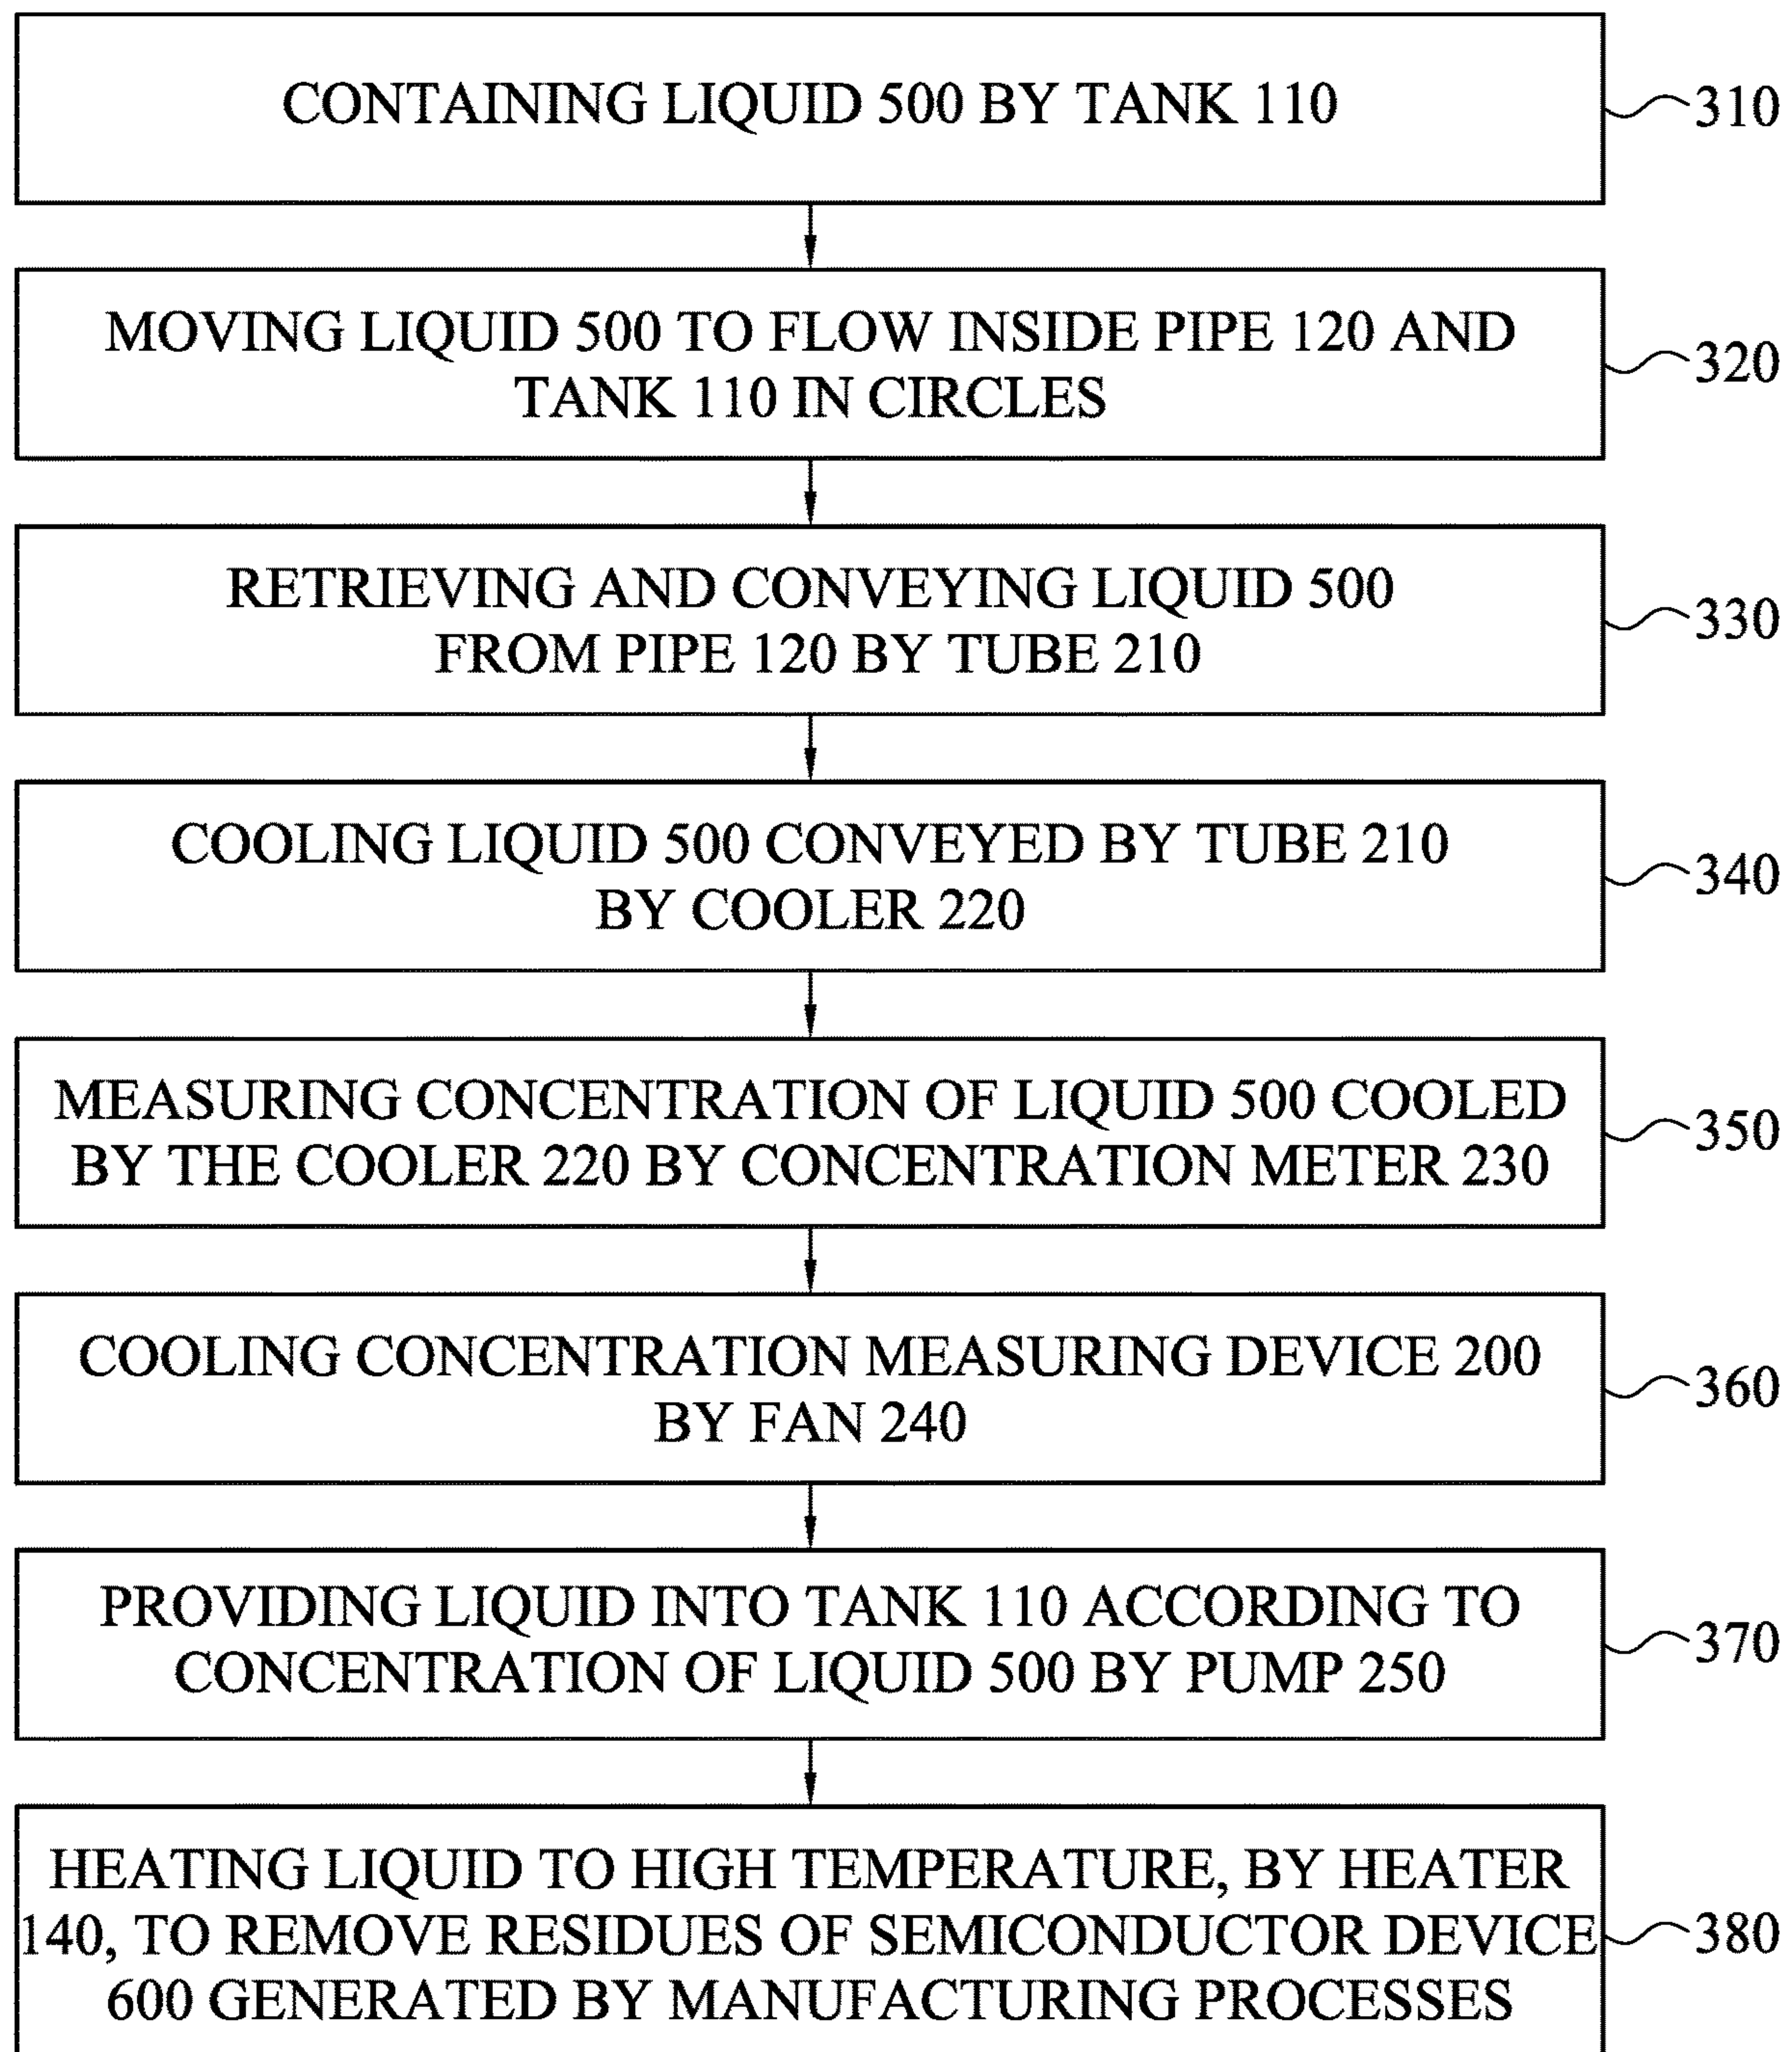 CONTAINING LIQUID 500 BY TANK 110
310
MOVING LIQUID 500 TO FLOW INSIDE PIPE 120 AND
TANK 110 IN CIRCLES
320
RETRIEVING AND CONVEYING LIQUID 500
FROM PIPE 120 BY TUBE 210
330
COOLING LIQUID 500 CONVEYED BY TUBE 210
BY COOLER 220
340
MEASURING CONCENTRATION OF LIQUID 500 COOLED
BY THE COOLER 220 BY CONCENTRATION METER 230
350
COOLING CONCENTRATION MEASURING DEVICE 200
BY FAN 240
360
PROVIDING LIQUID INTO TANK 110 ACCORDING TO
CONCENTRATION OF LIQUID 500 BY PUMP 250
370
HEATING LIQUID TO HIGH TEMPERATURE, BY HEATER
140, TO REMOVE RESIDUES OF SEMICONDUCTOR DEVICE
600 GENERATED BY MANUFACTURING PROCESSES
380